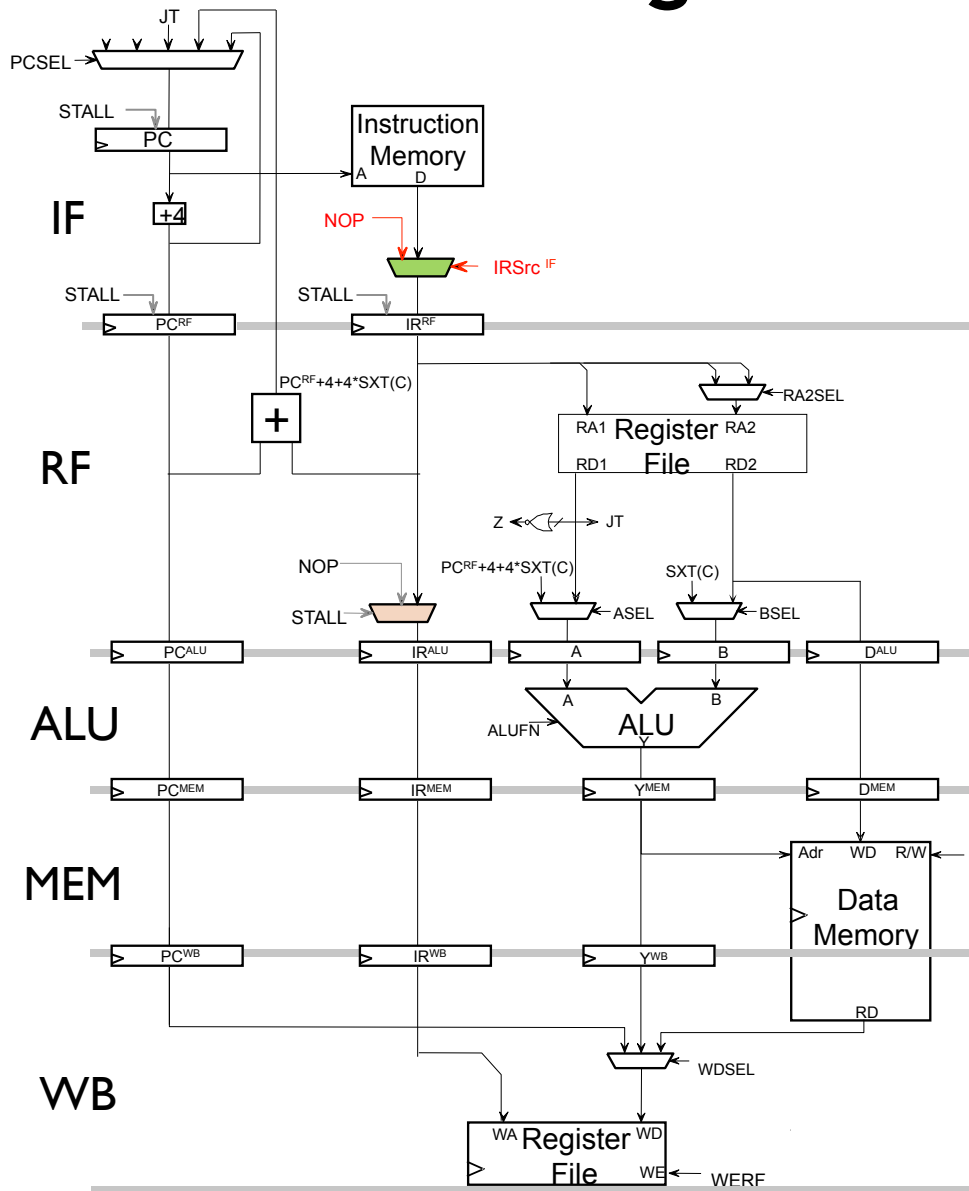 g
JT
PCSEL
STALL
PC
Instruction
Memory
A
D
IF
+4
NOP
IRSrc IF
STALL
STALL
PCRF
IRRF
PCRF+4+4*SXT(C)
RA2SEL
+
RA1
Register
RA2
File
RF
RD1
RD2
Z
JT
NOP
PCRF+4+4*SXT(C)
SXT(C)
STALL
ASEL
BSEL
PCALU
IRALU
A
B
DALU
ALU
A
B
ALUFN
ALU
Y
PCMEM
IRMEM
YMEM
DMEM
MEM
Adr
WD
R/W
Data
Memory
PCWB
IRWB
YWB
RD
WDSEL
WB
WA
Register
WD
File
WE
WERF